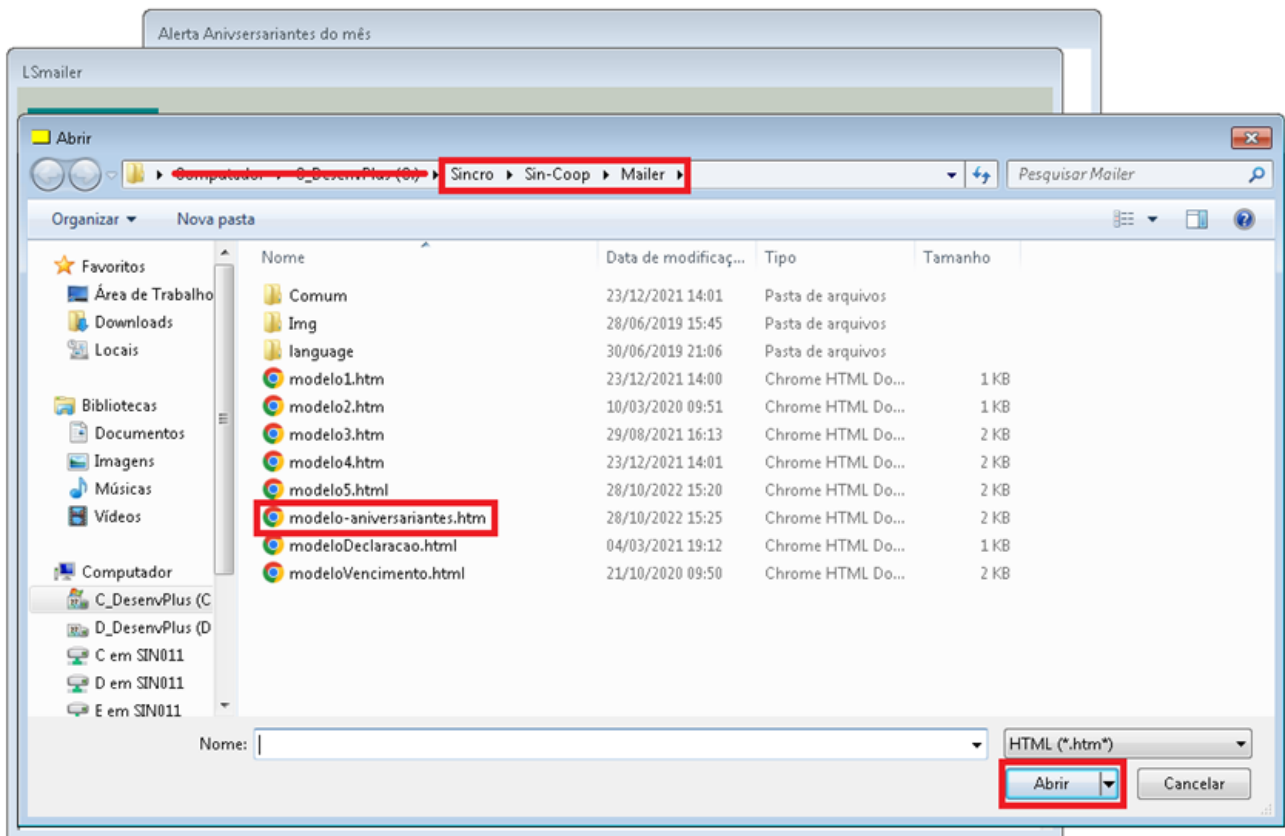 Alerta Anivsersariantes do mês
LSmailer
Abrir
Computador ▸ C_DesenvPlus (C:) ▸ Sincro ▸ Sin-Coop ▸ Mailer ▸
Pesquisar Mailer
Organizar Nova pasta
Nome Data de modificaç... Tipo Tamanho
Favoritos
Área de Trabalho
Downloads
Locais
Bibliotecas
Documentos
Imagens
Músicas
Vídeos
Computador
C_DesenvPlus (C
D_DesenvPlus (D
C em SIN011
D em SIN011
E em SIN011
Comum 23/12/2021 14:01 Pasta de arquivos
Img 28/06/2019 15:45 Pasta de arquivos
language 30/06/2019 21:06 Pasta de arquivos
modelo1.htm 23/12/2021 14:00 Chrome HTML Do... 1 KB
modelo2.htm 10/03/2020 09:51 Chrome HTML Do... 1 KB
modelo3.htm 29/08/2021 16:13 Chrome HTML Do... 2 KB
modelo4.htm 23/12/2021 14:01 Chrome HTML Do... 2 KB
modelo5.html 28/10/2022 15:20 Chrome HTML Do... 2 KB
modelo-aniversariantes.htm 28/10/2022 15:25 Chrome HTML Do... 2 KB
modeloDeclaracao.html 04/03/2021 19:12 Chrome HTML Do... 1 KB
modeloVencimento.html 21/10/2020 09:50 Chrome HTML Do... 2 KB
Nome:
HTML (*.htm*)
Abrir Cancelar